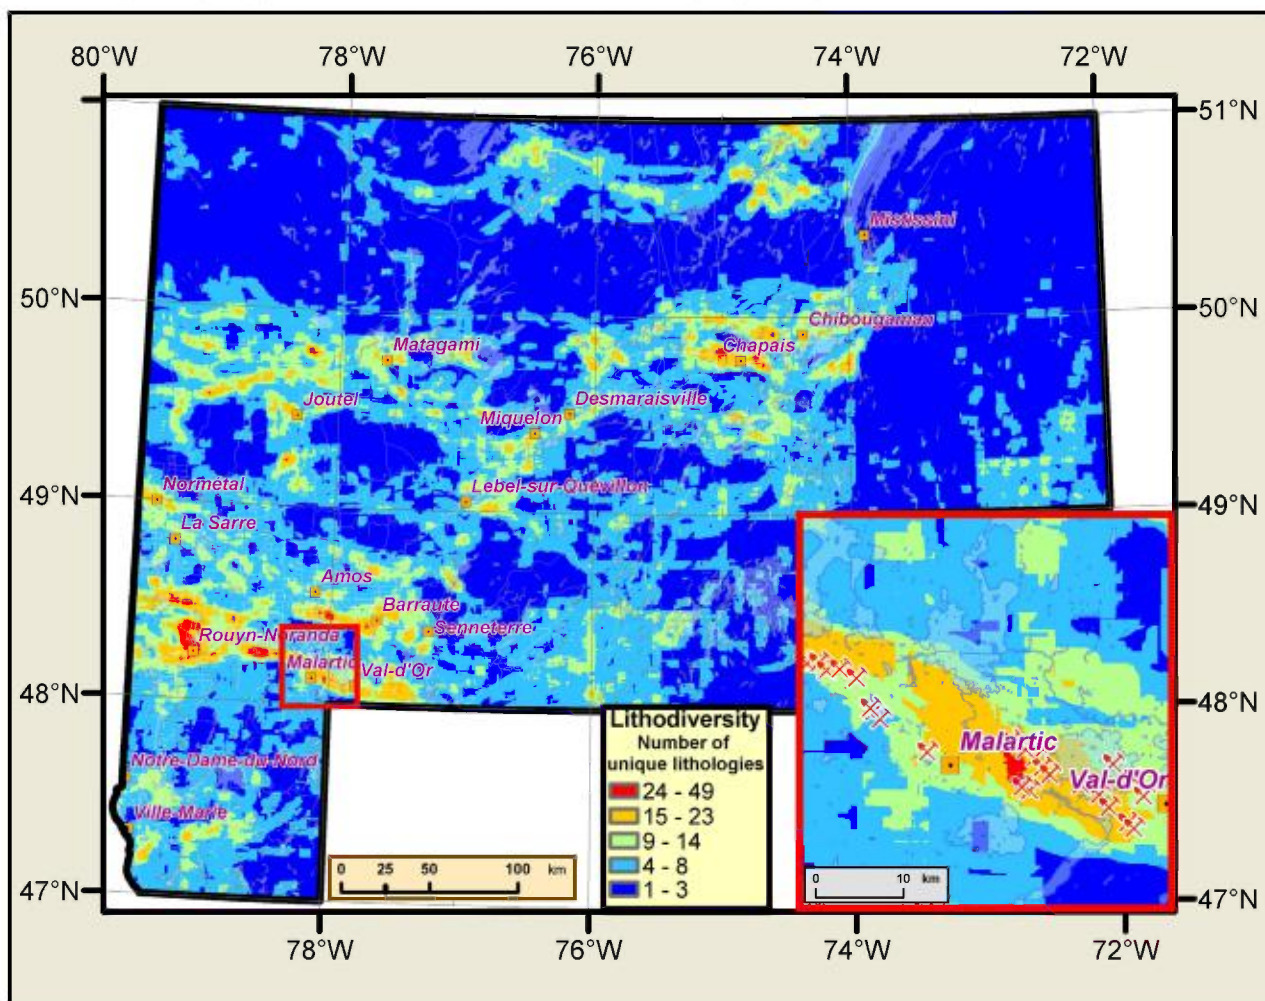 80°W 78°W 76°W 74°W 72°W
51°N
Mistissini
50°N
50°N
Chibougamau
Matagami
Chapais
Joutel
Desmaraisville
Miquelon
Normetal
Lebel-sur-Quévillon
49°N
49°N
La Sarre
Amos
Barraute
Senneterre
Rouyn-Noranda
Malartic
Val-d'Or
48°N
48°N
Malartic
Val-d'Or
Lithodiversity
Number of
unique lithologies
24 - 49
15 - 23
9 - 14
4 - 8
1 - 3
Notre-Dame-du-Nord
Ville-Marie
0 25 50 100 km
0 10 km
47°N
47°N
78°W 76°W 74°W 72°W